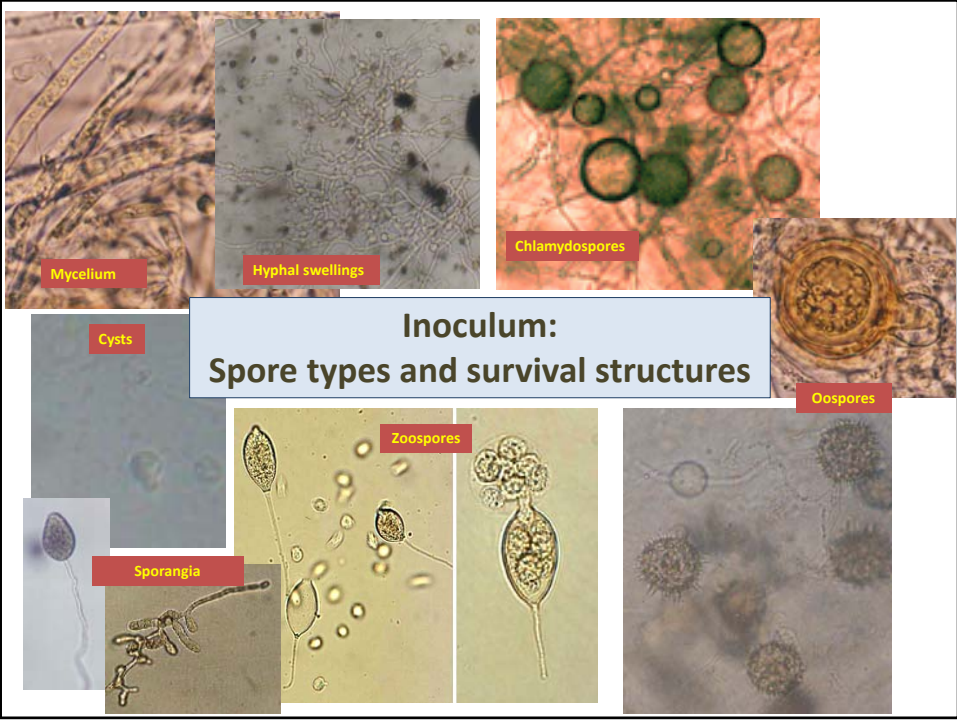 Mycelium
Hyphal swellings
Chlamydospores
Inoculum:
Spore types and survival structures
Cysts
Oospores
Zoospores
Sporangia